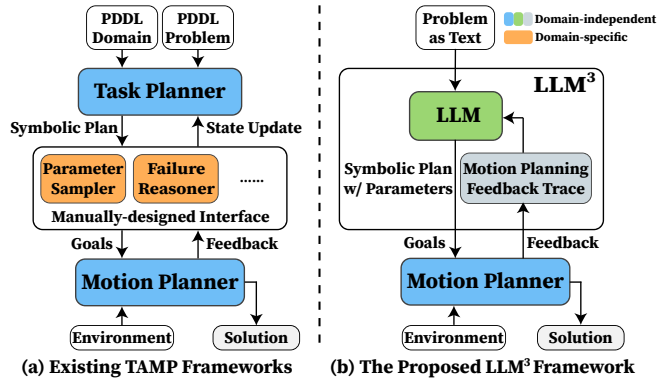 PDDL
Domain
PDDL
Problem
Task Planner
Symbolic Plan
State Update
Parameter
Sampler
Failure
Reasoner
......
Manually-designed Interface
Goals
Feedback
Motion Planner
Environment
Solution
(a) Existing TAMP Frameworks
Problem
as Text
Domain-independent
Domain-specific
LLM³
LLM
Symbolic Plan
w/ Parameters
Motion Planning
Feedback Trace
Goals
Feedback
Motion Planner
Environment
Solution
(b) The Proposed LLM³ Framework